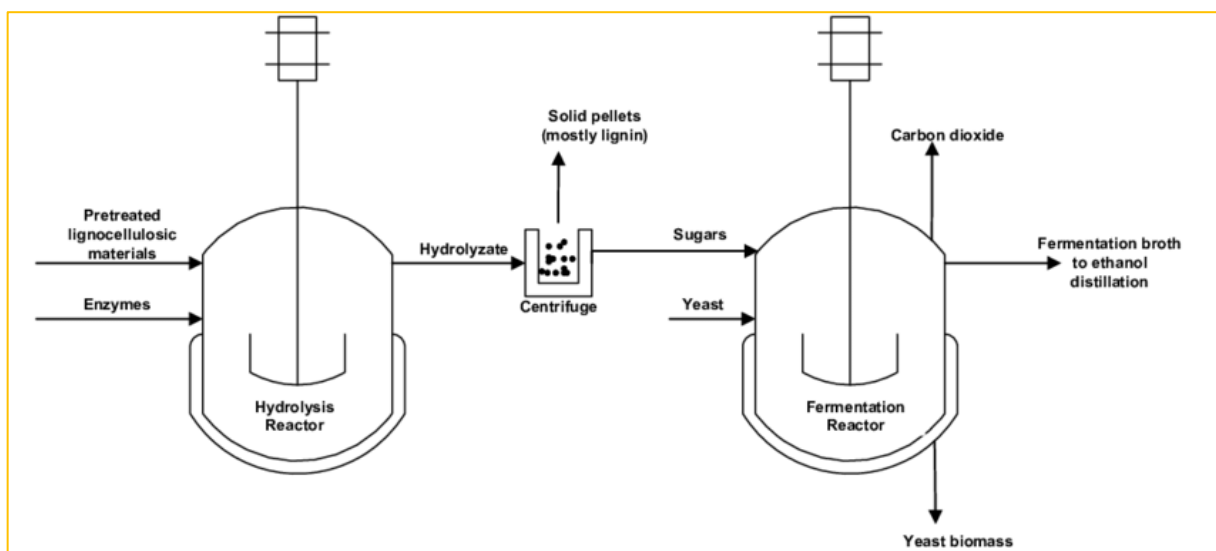 Solid pellets
(mostly lignin)
Carbon dioxide
Pretreated
lignocellulosic
materials
Hydrolyzate
Sugars
Fermentation broth
to ethanol
distillation
Enzymes
Centrifuge
Yeast
Hydrolysis
Reactor
Fermentation
Reactor
Yeast biomass